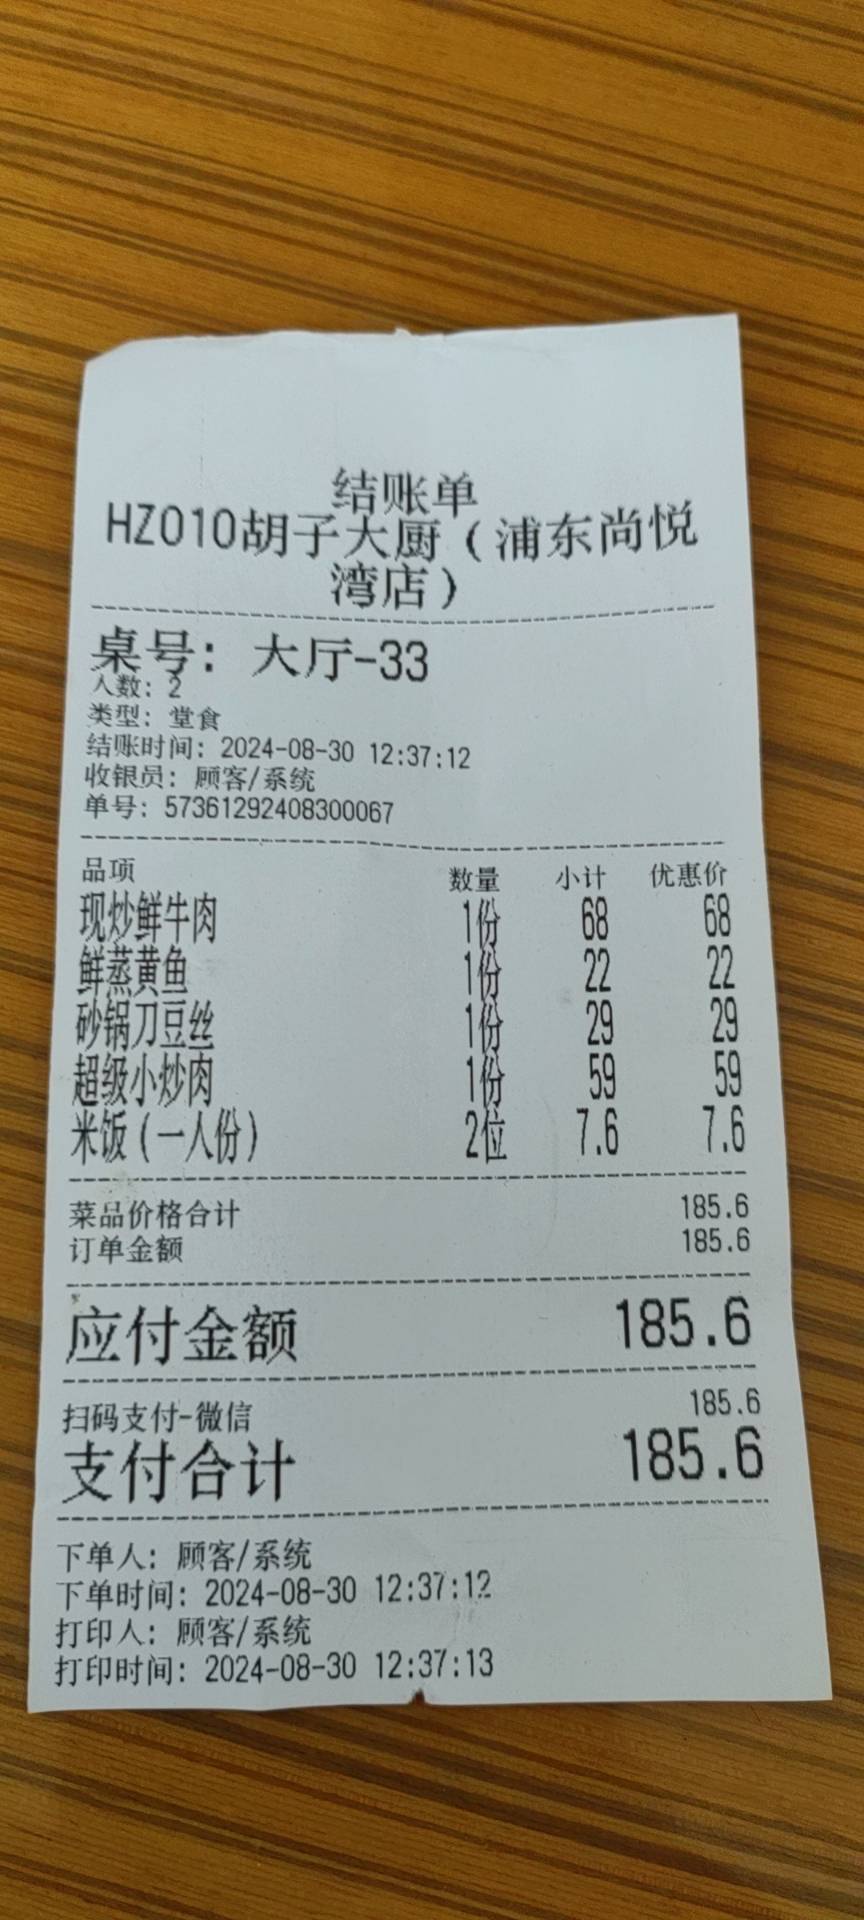 结账单
HZ010胡子大厨（浦东尚悦
湾店）
桌号：大厅-33
人数：2
类型：堂食
结账时间：2024-08-30 12:37:12
收银员：顾客/系统
单号：573612922408300067
品项 数量 小计 优惠价
现炒鲜牛肉 1份 68 68
鲜蒸黄鱼 1份 22 22
砂锅刀豆丝 1份 29 29
超级小炒肉 1份 59 59
米饭（一人份） 2位 7.6 7.6
菜品价格合计 185.6
订单金额 185.6
应付金额 185.6
扫码支付-微信 185.6
支付合计 185.6
下单人：顾客/系统
下单时间：2024-08-30 12:37:12
打印人：顾客/系统
打印时间：2024-08-30 12:37:13